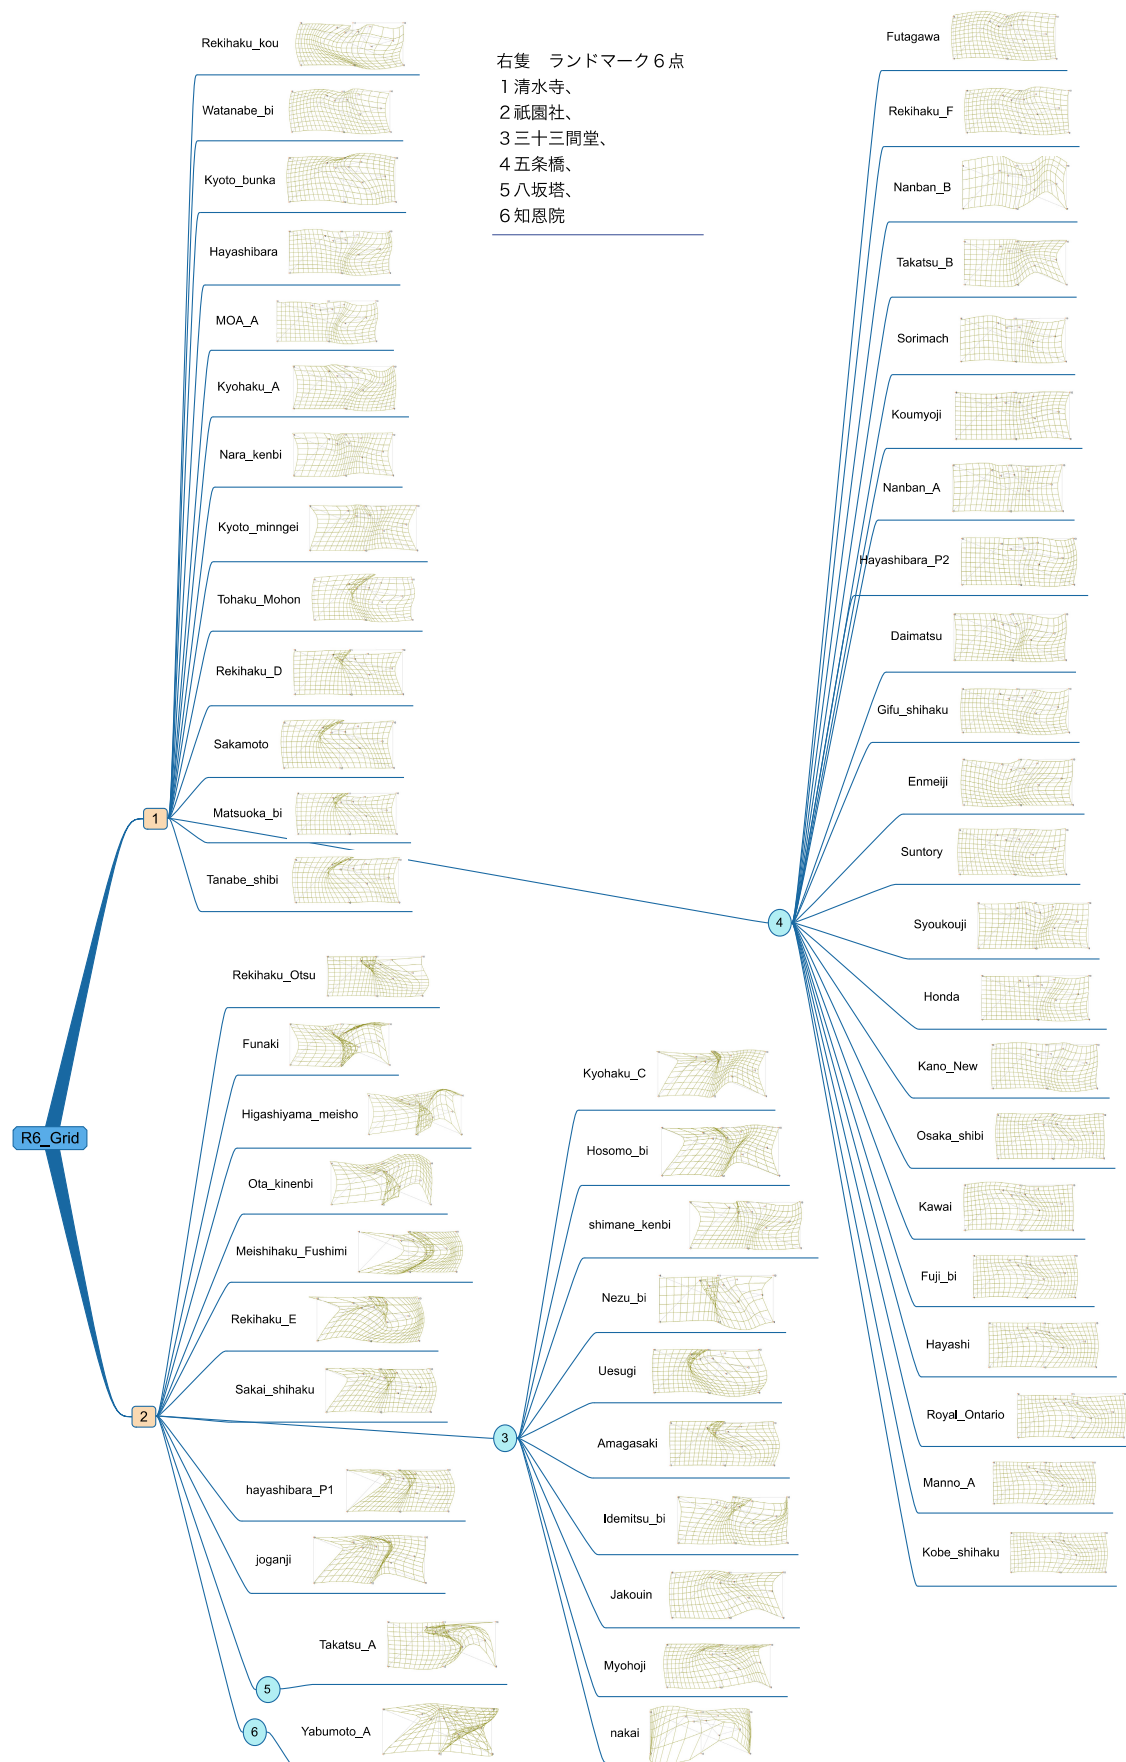 右隻　ランドマーク６点
１清水寺、
２祇園社、
３三十三間堂、
４五条橋、
５八坂塔、
６知恩院
R6_Grid
1
Rekihaku_kou
Watanabe_bi
Kyoto_bunka
Hayashibara
MOA_A
Kyohaku_A
Nara_kenbi
Kyoto_minngei
Tohaku_Mohon
Rekihaku_D
Sakamoto
Matsuoka_bi
Tanabe_shibi
4
Futagawa
Rekihaku_F
Nanban_B
Takatsu_B
Sorimach
Koumyoji
Nanban_A
Hayashibara_P2
Daimatsu
Gifu_shihaku
Enmeiji
Suntory
Syoukouji
Honda
Kano_New
Osaka_shibi
Kawai
Fuji_bi
Hayashi
Royal_Ontario
Manno_A
Kobe_shihaku
2
Rekihaku_Otsu
Funaki
Higashiyama_meisho
Ota_kinenbi
Meishihaku_Fushimi
Rekihaku_E
Sakai_shihaku
3
Kyohaku_C
Hosomo_bi
shimane_kenbi
Nezu_bi
Uesugi
Amagasaki
Idemitsu_bi
Jakouin
Myohoji
nakai
hayashibara_P1
joganji
5
Takatsu_A
6
Yabumoto_A